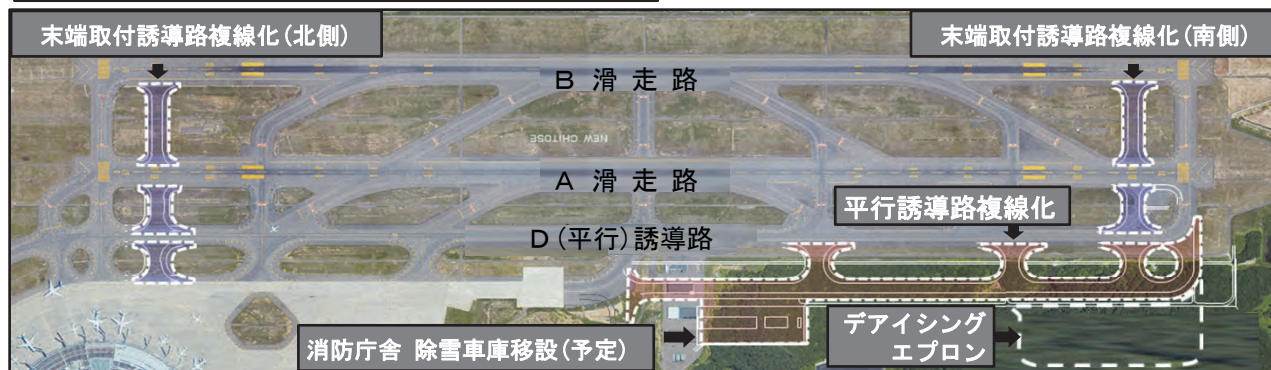 末端取付誘導路複線化(北側)
末端取付誘導路複線化(南側)
B 滑 走 路
NEW CHITOSE
A 滑 走 路
平行誘導路複線化
D(平行)誘導路
消防庁舎 除雪車庫移設(予定)
デアイシング
エプロン